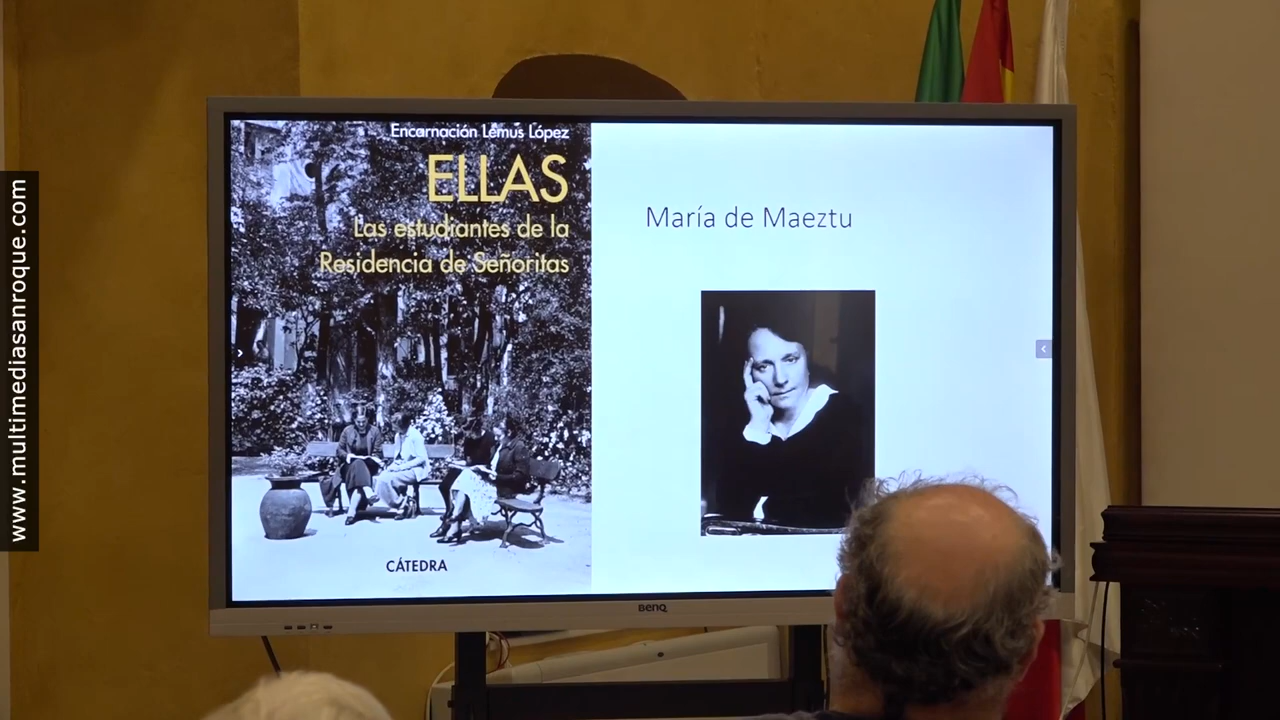 www.multimediasanroque.com
Encarnación Lemus López
ELLAS
Las estudiantes de la
Residencia de Señoritas
CÁTEDRA
María de Maeztu
BenQ